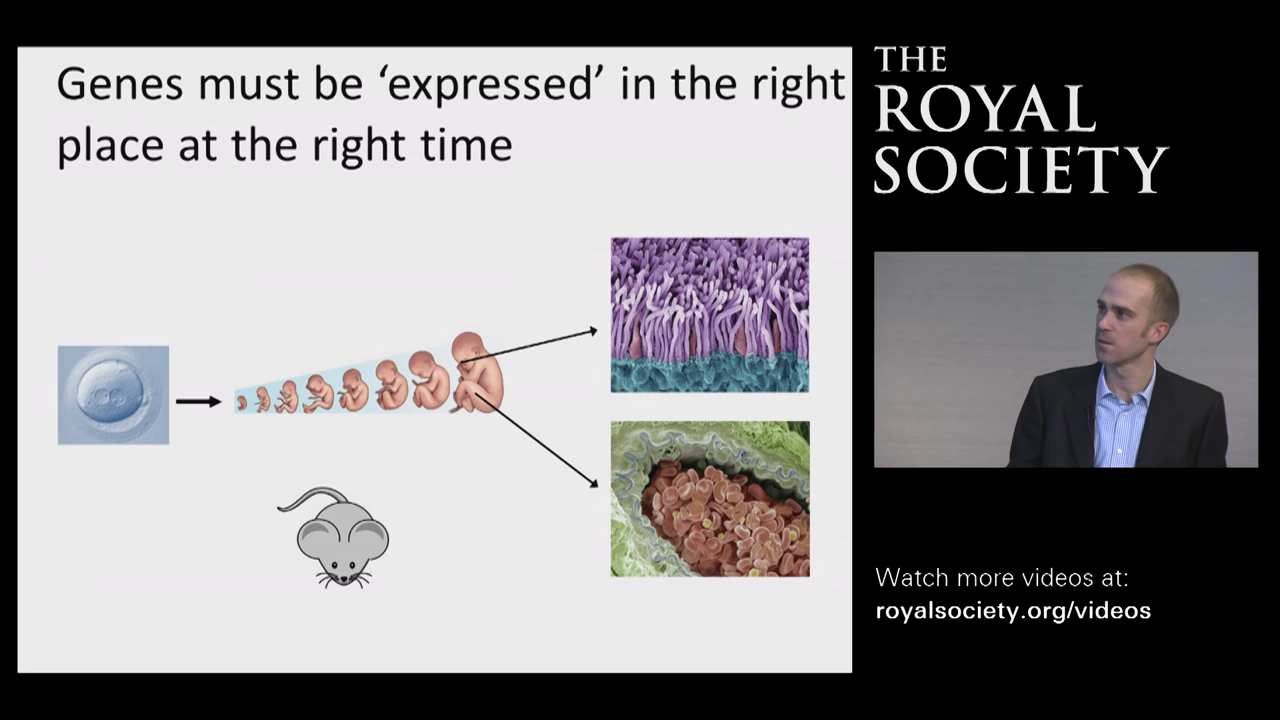 Genes must be ‘expressed’ in the right
place at the right time
THE
ROYAL
SOCIETY
Watch more videos at:
royalsociety.org/videos